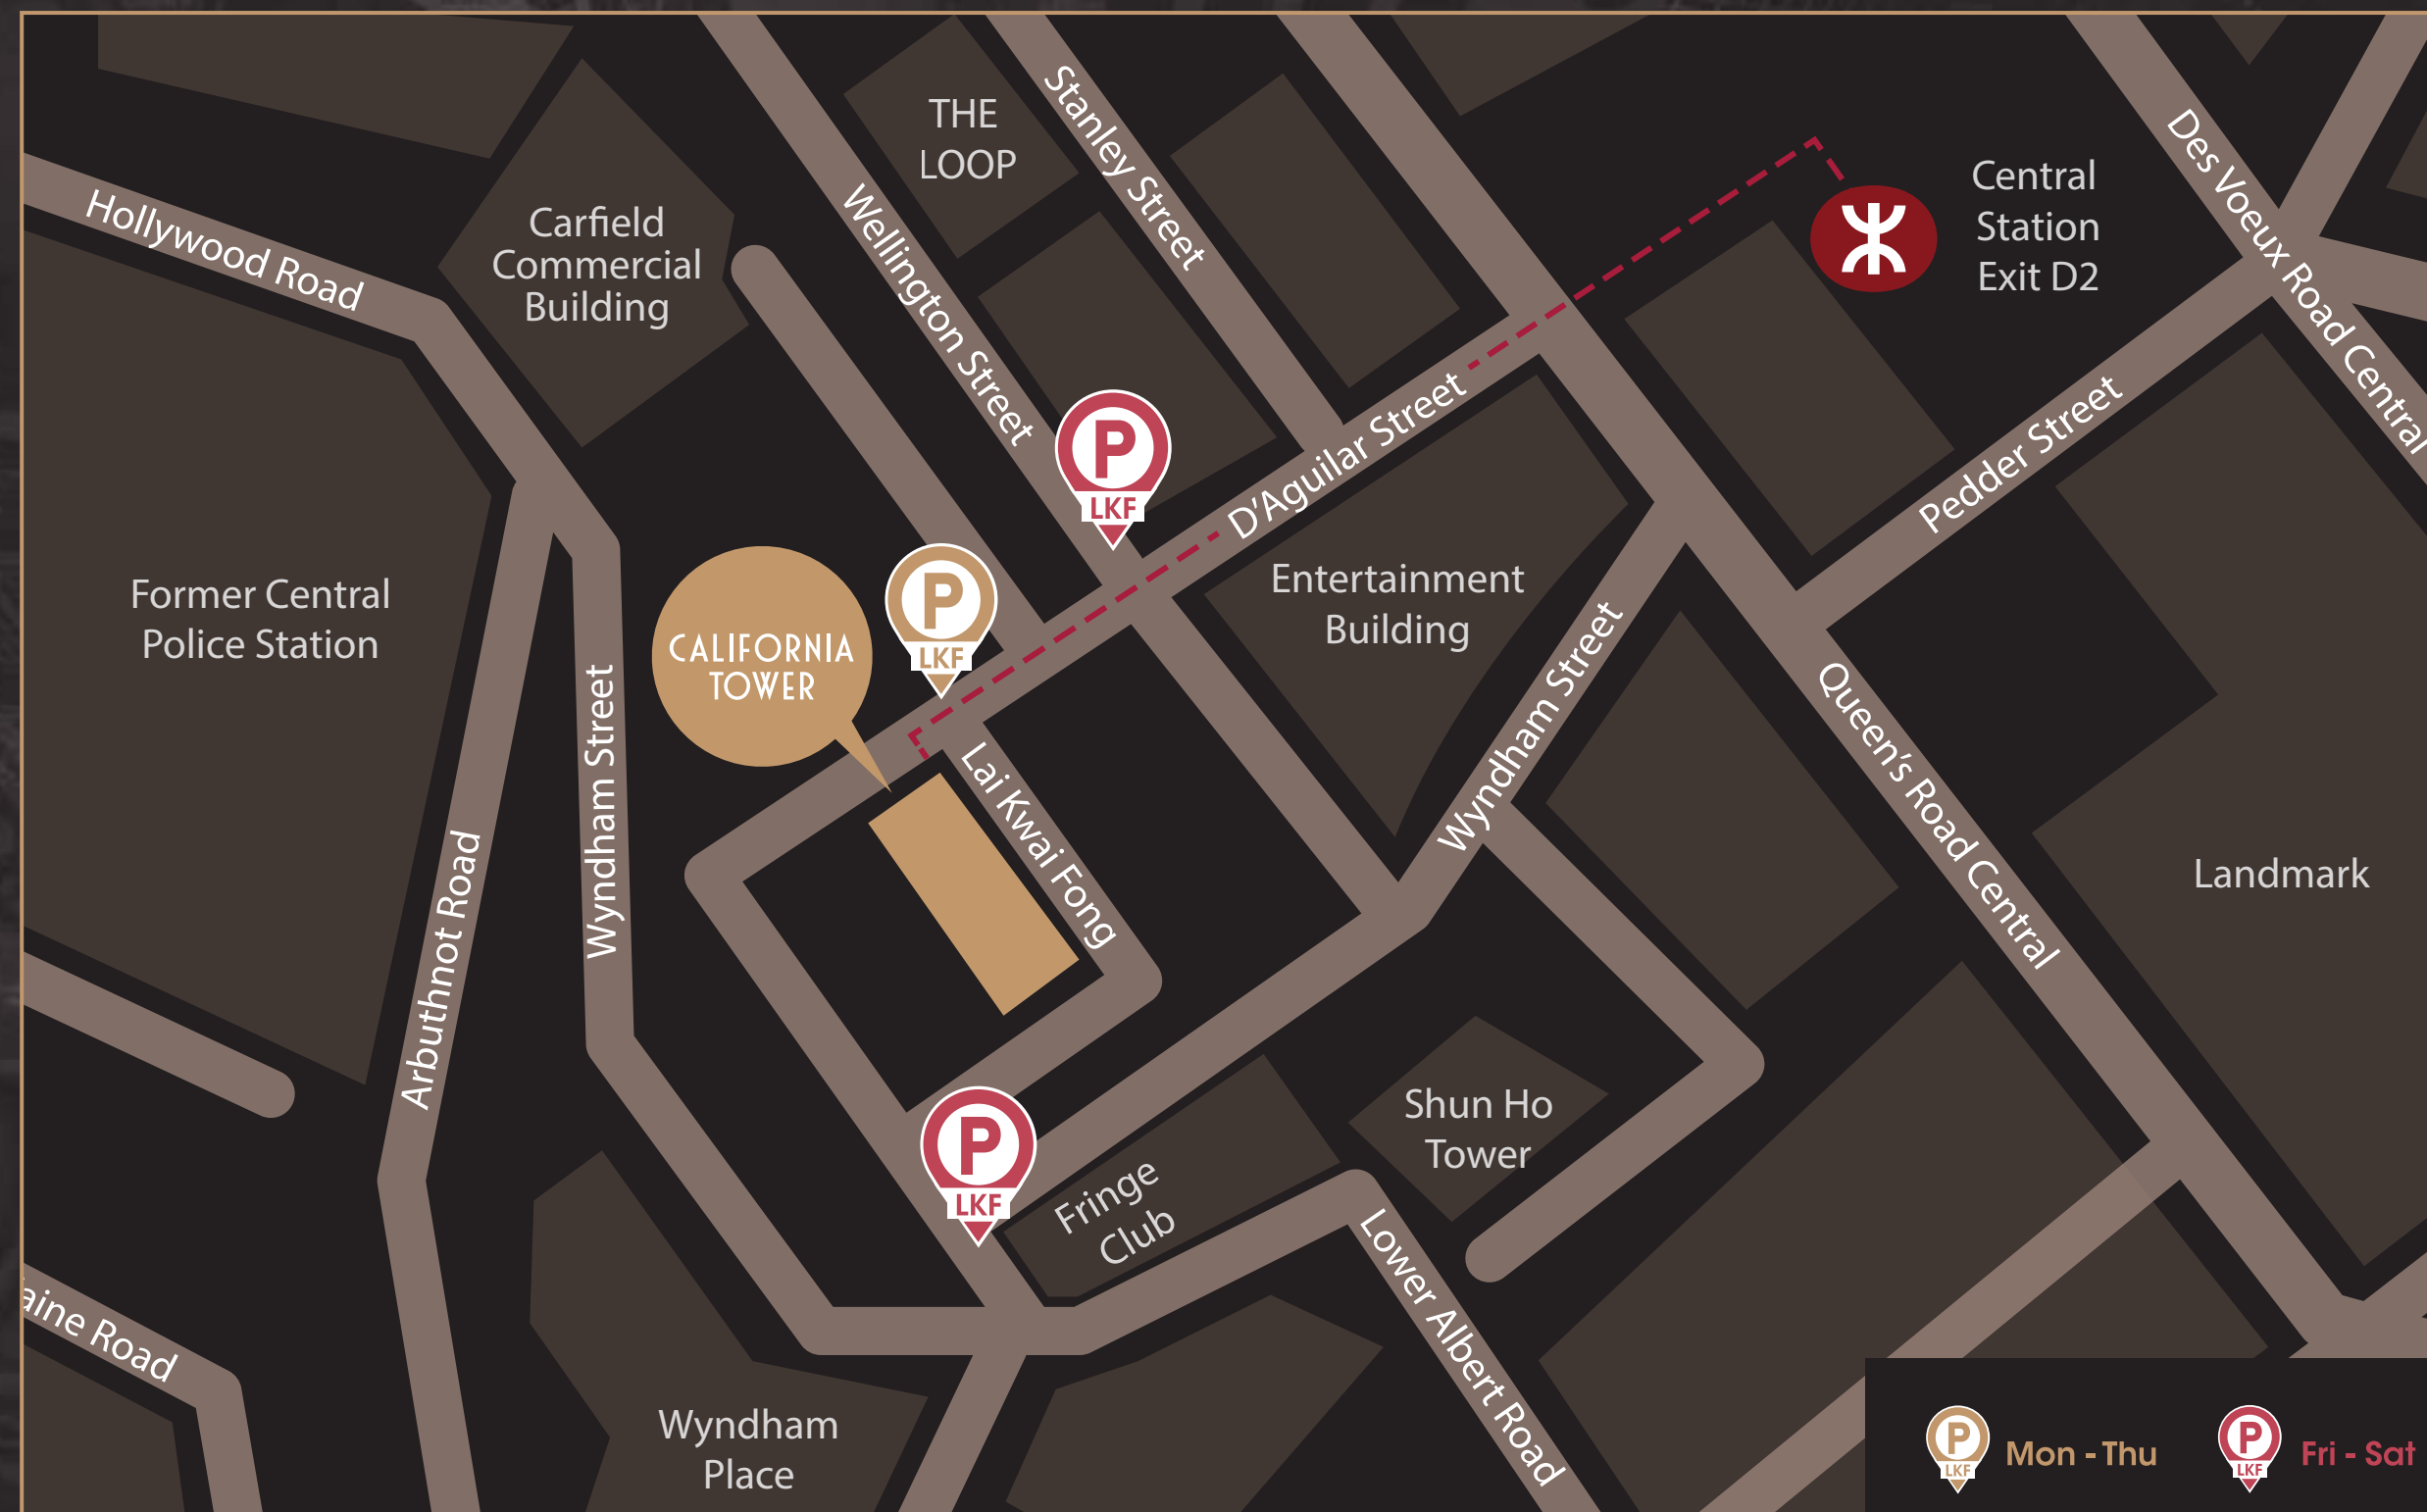 THE
LOOP
Stanley Street
Des Voeux Road Central
Central
Station
Exit D2
Hollywood Road
Carfield
Commercial
Building
Wellington Street
P
LKF
D'Aguilar Street
Pedder Street
Former Central
Police Station
CALIFORNIA
TOWER
P
LKF
Entertainment
Building
Wyndham Street
Wyndham Street
Lai Kwai Fong
Queen's Road Central
Landmark
Arbuthnot Road
P
LKF
Fringe
Club
Shun Ho
Tower
Lower Albert Road
aine Road
Wyndham
Place
P
LKF
Mon - Thu
P
LKF
Fri - Sat